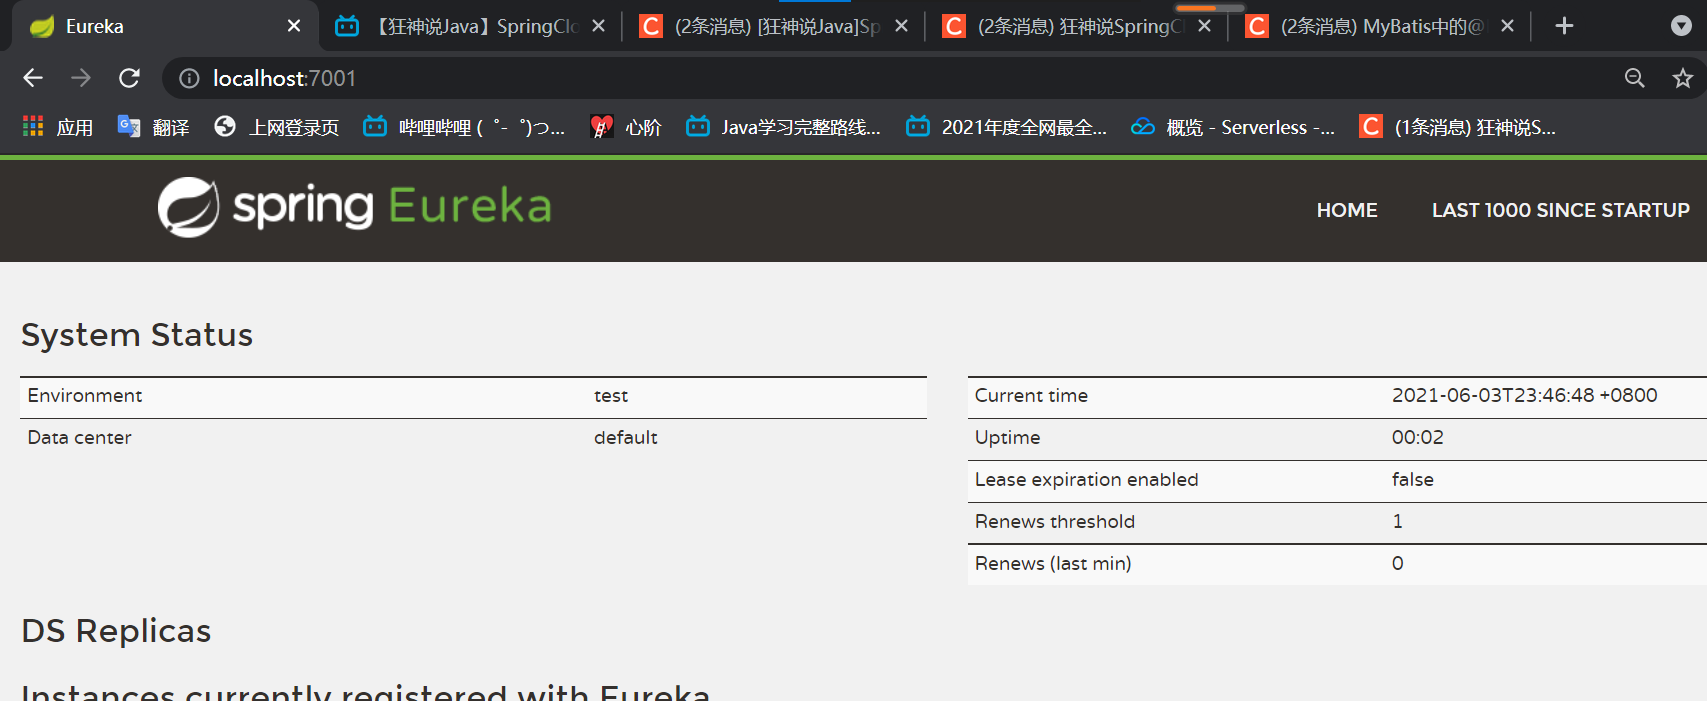 Eureka
【狂神说Java】SpringClo
(2条消息) [狂神说Java]Sp
(2条消息) 狂神说SpringCl
(2条消息) MyBatis中的@
localhost:7001
应用
翻译
上网登录页
哔哩哔哩 (゜-゜)つ...
心阶
Java学习完整路线...
2021年度全网最全...
概览 - Serverless -...
(1条消息) 狂神说S...
spring Eureka
HOME
LAST 1000 SINCE STARTUP
System Status
Environment test
Data center default
Current time 2021-06-03T23:46:48 +0800
Uptime 00:02
Lease expiration enabled false
Renews threshold 1
Renews (last min) 0
DS Replicas
Instances currently registered with Eureka